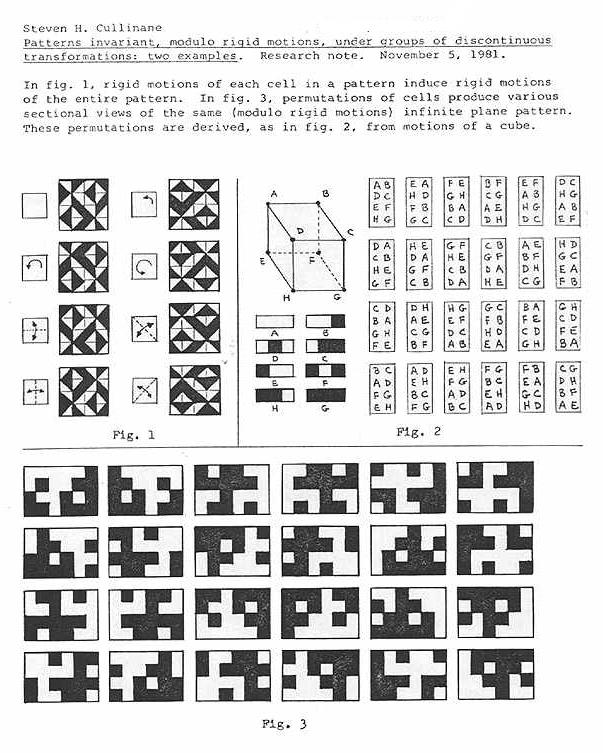 Steven H. Cullinane
Patterns invariant, modulo rigid motions, under groups of discontinuous
transformations: two examples. Research note. November 5, 1981.
In fig. 1, rigid motions of each cell in a pattern induce rigid motions
of the entire pattern. In fig. 3, permutations of cells produce various
sectional views of the same (modulo rigid motions) infinite plane pattern.
These permutations are derived, as in fig. 2, from motions of a cube.
Fig. 1
A B
D C
E F
H G
A B
D C
E F
H G
AB EA FE BF EF DC
DC HD GH CG AB HG
EF FB BA AE HG AB
HG GC CD DH DC EF
DA HE GF CB AE HD
CB DA HE GF BF GC
HE GF CB DA DH EA
GF CB DA HE CG FB
CD DH HG GC BA GH
BA AE EF FB FE CD
GH CG DC HD CD FE
FE BF AB EA GH BA
BC AD EH FG FB CG
AD EH FG BC EA DH
FG BC AD EH GC BF
EH FG BC AD HD AE
Fig. 2
Fig. 3